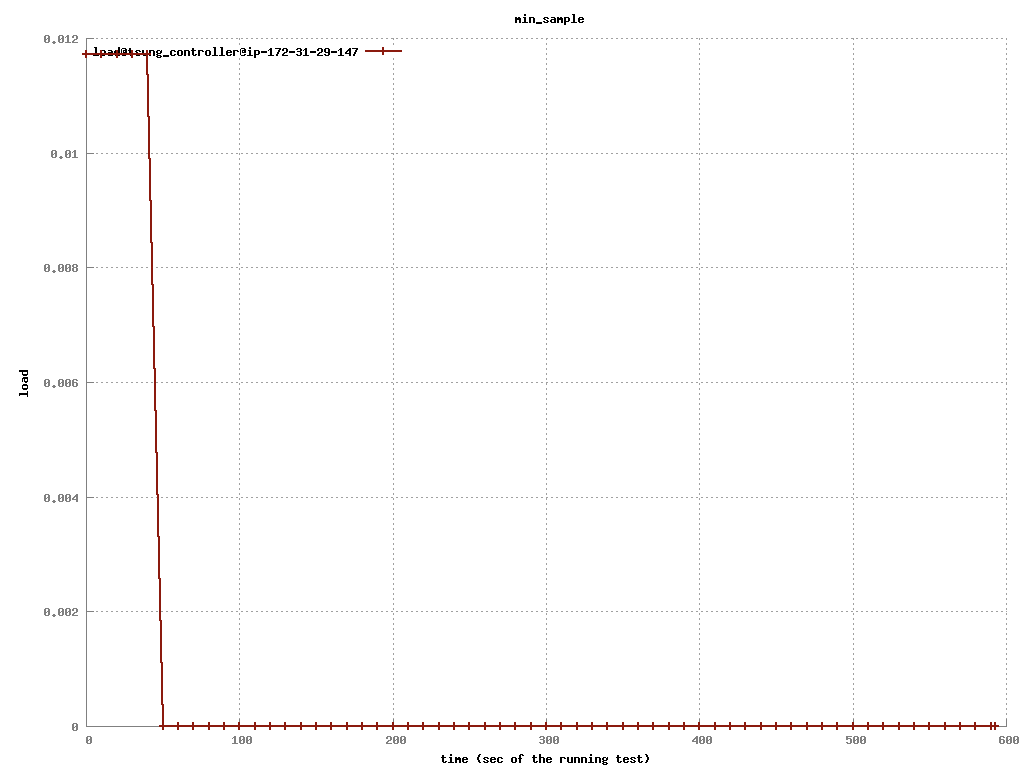 min_sample
0.012
load@tsung_controller@ip-172-31-29-147
0.01
0.008
0.006
load
0.004
0.002
0
0 100 200 300 400 500 600
time (sec of the running test)